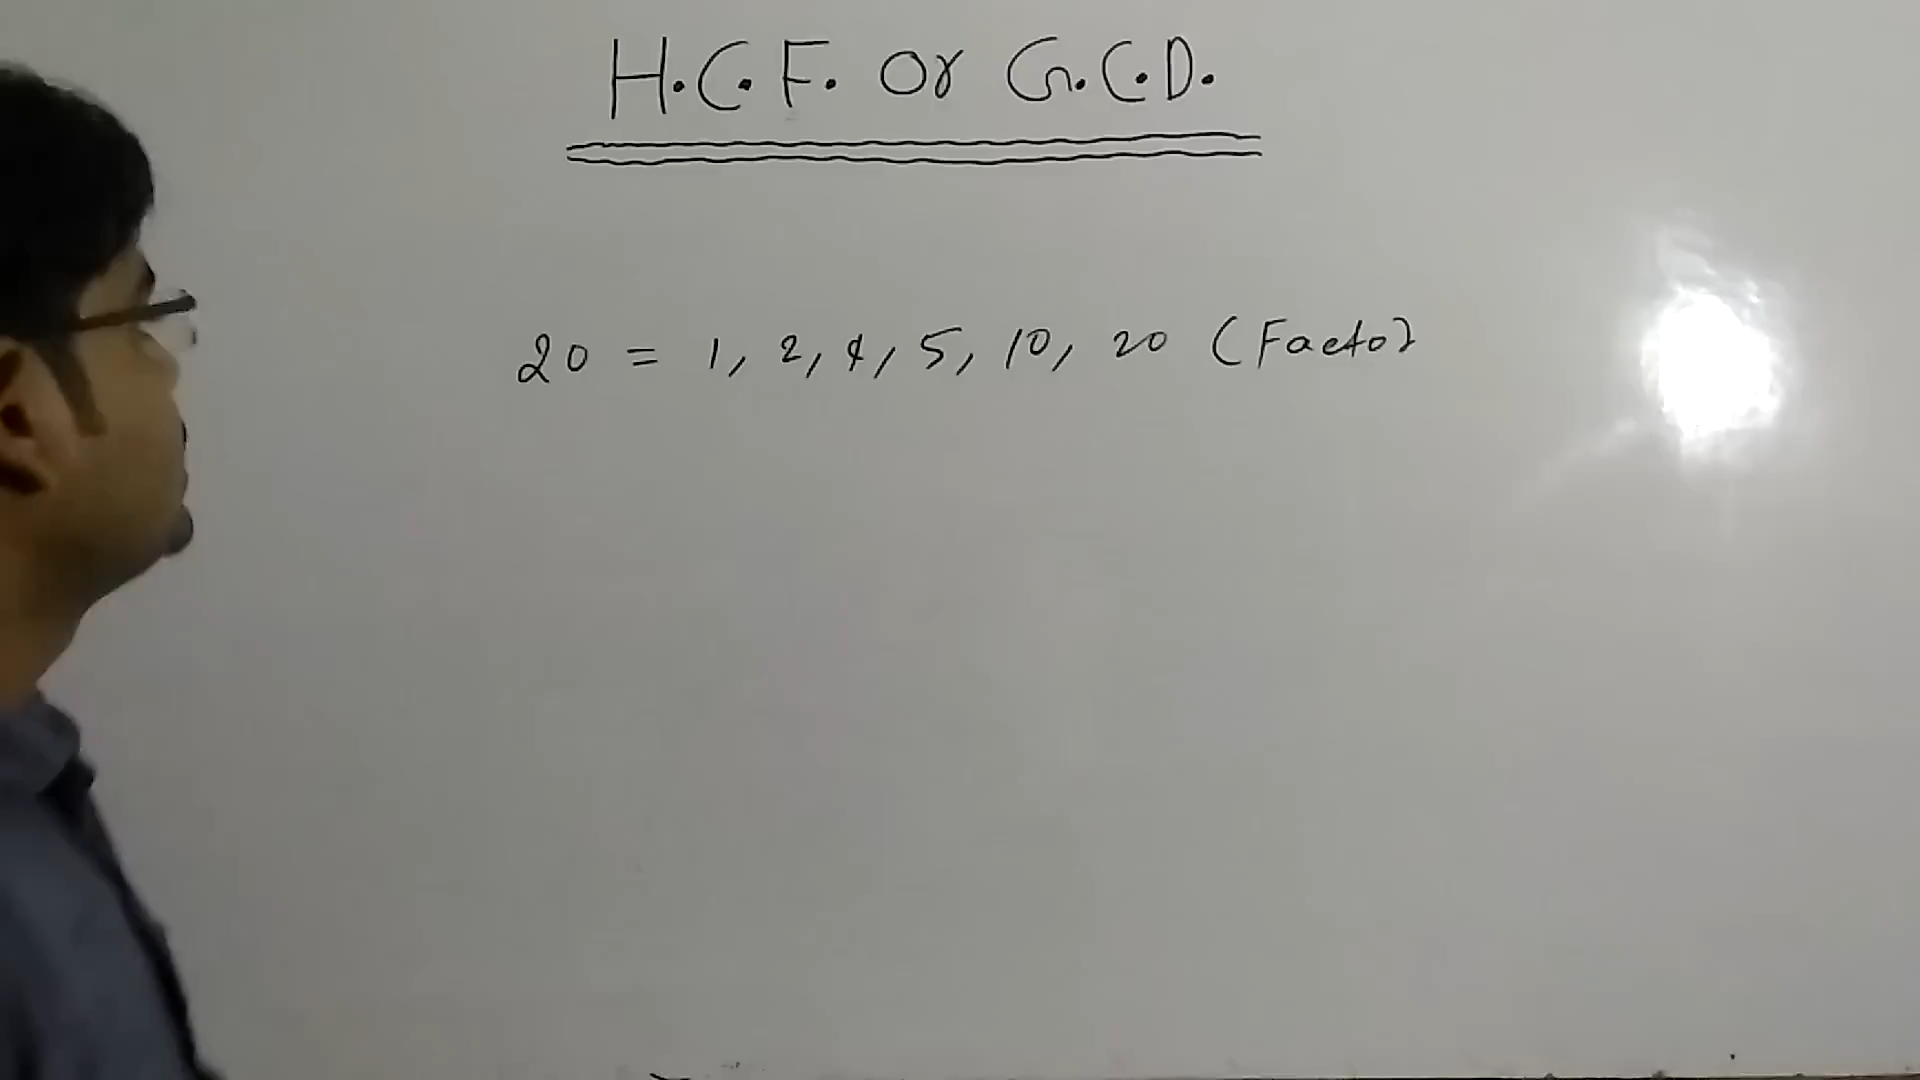 H.C.F. Or G.C.D.
20 = 1, 2, 4, 5, 10, 20 (Factor